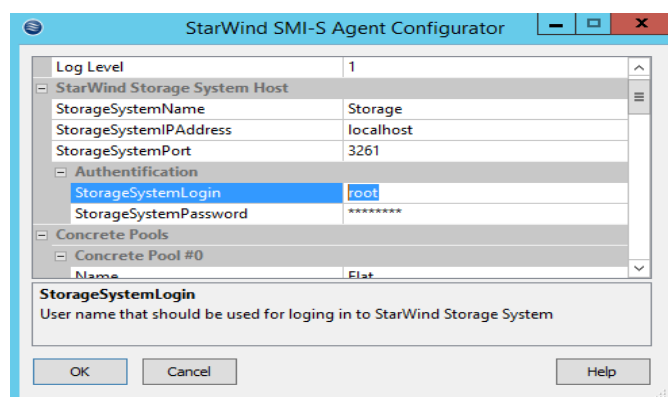 StarWind SMI-S Agent Configurator
Log Level 1
StarWind Storage System Host
StorageSystemName Storage
StorageSystemIPAddress localhost
StorageSystemPort 3261
Authentification
StorageSystemLogin root
StorageSystemPassword ********
Concrete Pools
Concrete Pool #0
Name Flat
StorageSystemLogin
User name that should be used for loging in to StarWind Storage System
OK Cancel Help